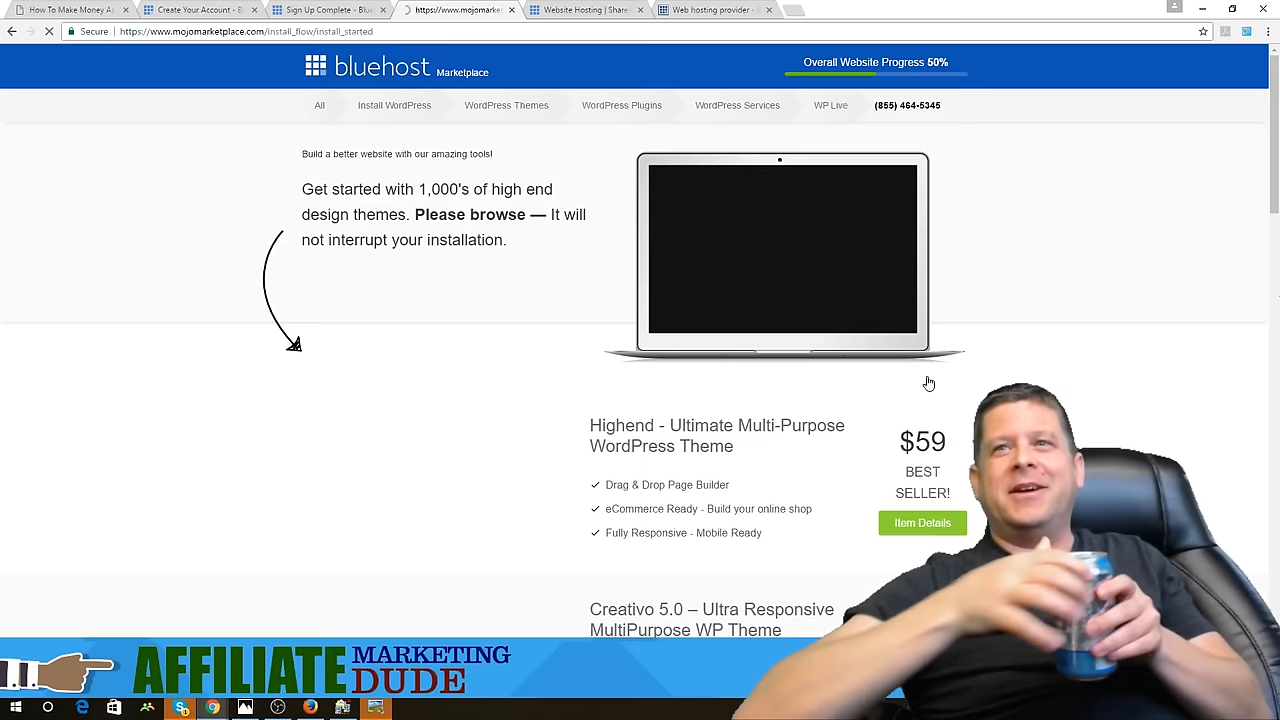 How To Make Money As
Create Your Account - Bl
Sign Up Complete - Blue
https://www.mojomarke
Website Hosting | Share
Web hosting provider - B
Secure
https://www.mojomarketplace.com/install_flow/install_started
bluehost Marketplace
Overall Website Progress 50%
All
Install WordPress
WordPress Themes
WordPress Plugins
WordPress Services
WP Live
(855) 464-5345
Build a better website with our amazing tools!
Get started with 1,000's of high end
design themes. Please browse — It will
not interrupt your installation.
Highend - Ultimate Multi-Purpose
WordPress Theme
Drag & Drop Page Builder
eCommerce Ready - Build your online shop
Fully Responsive - Mobile Ready
$59
BEST
SELLER!
Item Details
Creativo 5.0 – Ultra Responsive
MultiPurpose WP Theme
AFFILIATE MARKETING DUDE